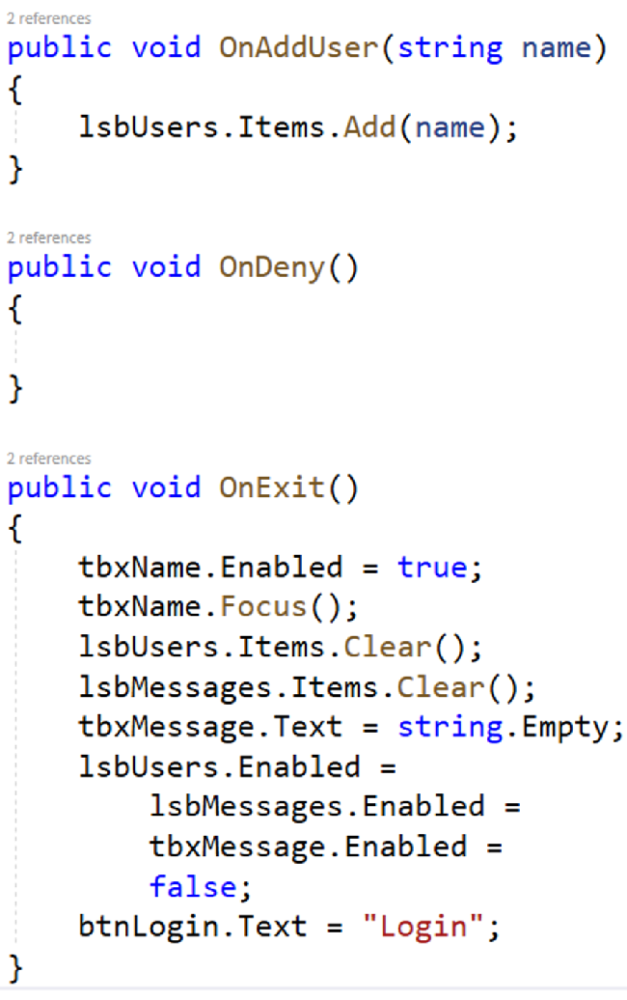 2 references
public void OnAddUser(string name)
{
    lsbUsers.Items.Add(name);
}
2 references
public void OnDeny()
{
}
2 references
public void OnExit()
{
    tbxName.Enabled = true;
    tbxName.Focus();
    lsbUsers.Items.Clear();
    lsbMessages.Items.Clear();
    tbxMessage.Text = string.Empty;
    lsbUsers.Enabled =
        lsbMessages.Enabled =
        tbxMessage.Enabled =
        false;
    btnLogin.Text = "Login";
}